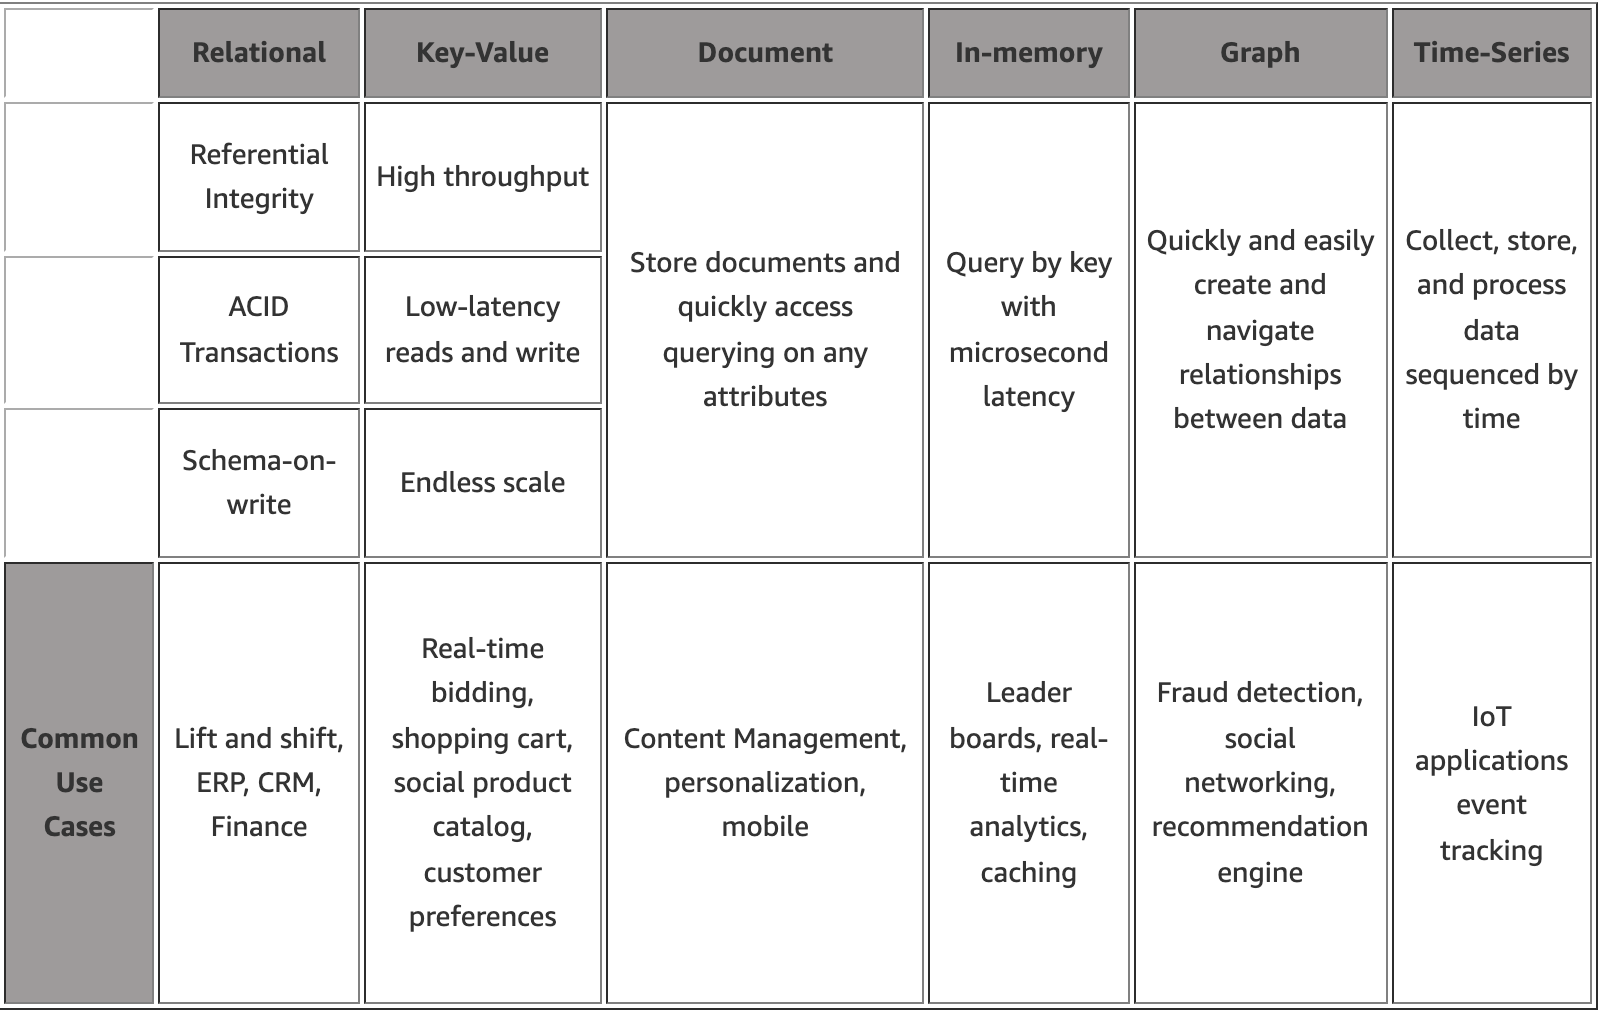 Relational
Key-Value
Document
In-memory
Graph
Time-Series
Referential
Integrity
High throughput
Store documents and
quickly access
querying on any
attributes
Query by key
with
microsecond
latency
Quickly and easily
create and
navigate
relationships
between data
Collect, store,
and process
data
sequenced by
time
ACID
Transactions
Low-latency
reads and write
Schema-on-
write
Endless scale
Common
Use
Cases
Lift and shift,
ERP, CRM,
Finance
Real-time
bidding,
shopping cart,
social product
catalog,
customer
preferences
Content Management,
personalization,
mobile
Leader
boards, real-
time
analytics,
caching
Fraud detection,
social
networking,
recommendation
engine
IoT
applications
event
tracking